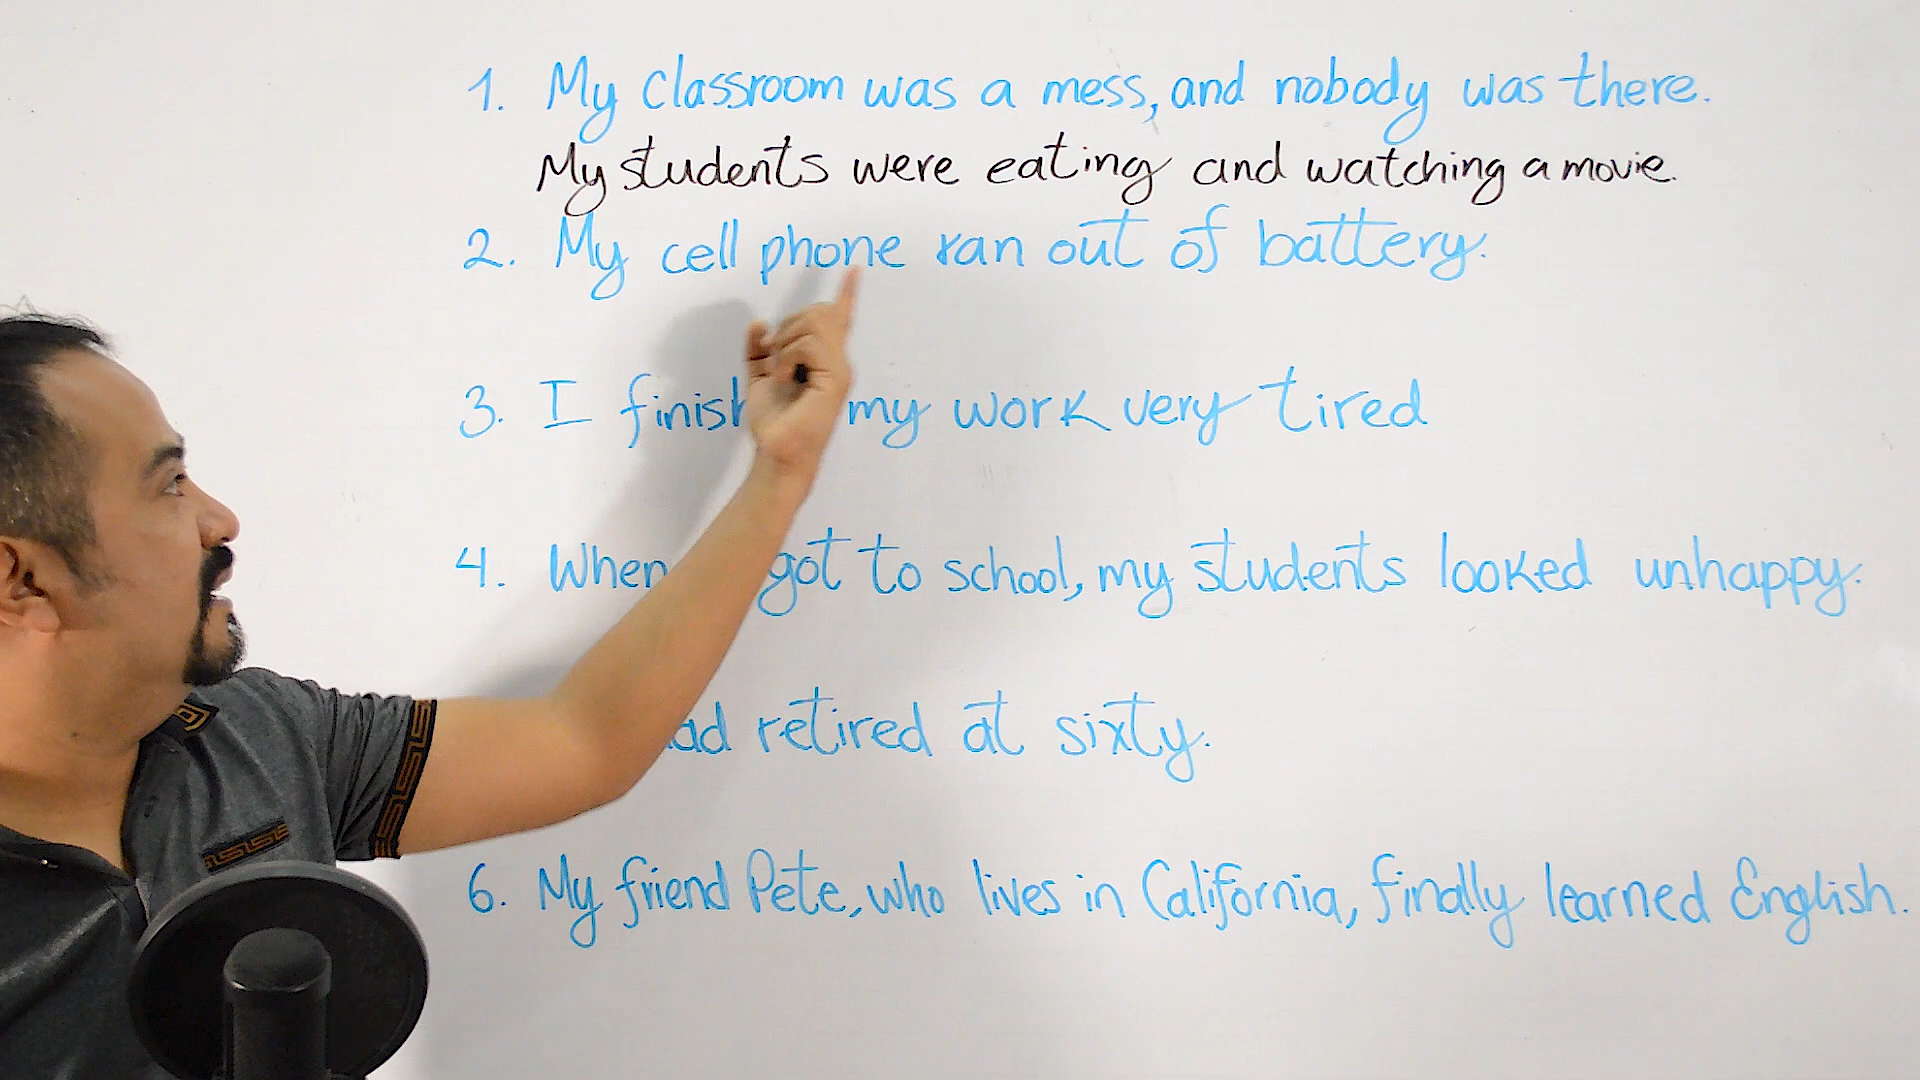 1. My classroom was a mess, and nobody was there.
My students were eating and watching a movie.
2. My cell phone ran out of battery.
3. I my work very tired
4. When got to school, my students looked unhappy.
retired at sixty.
6. My friend Pete, who lives in California, finally learned English.